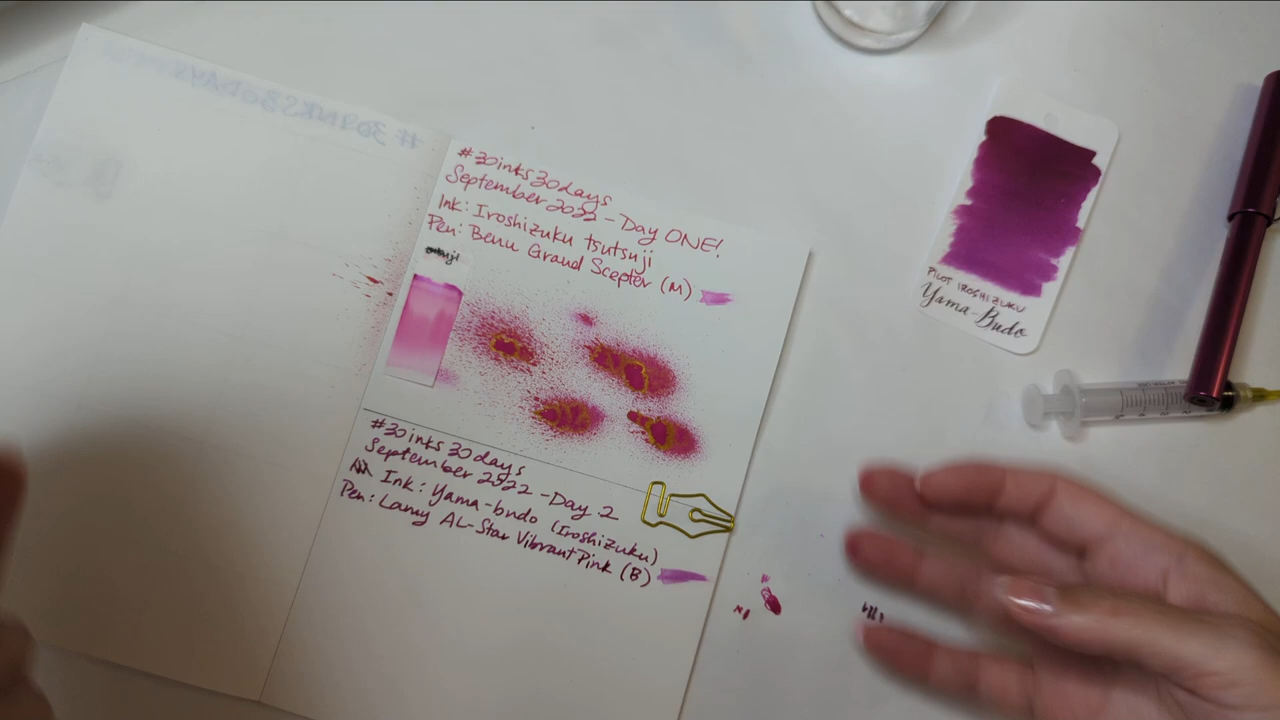 #30INKS30DAYS
#30inks30days
September 2022 - Day ONE!
Ink: Iroshizuku tsutsuji
Pen: Benu Grand Scepter (M)
#30inks30days
September 2022 - Day 2
Ink: Yama-budo (Iroshizuku)
Pen: Lamy AL-Star Vibrant Pink (B)
PILOT IROSHIZUKU
Yama-Budo